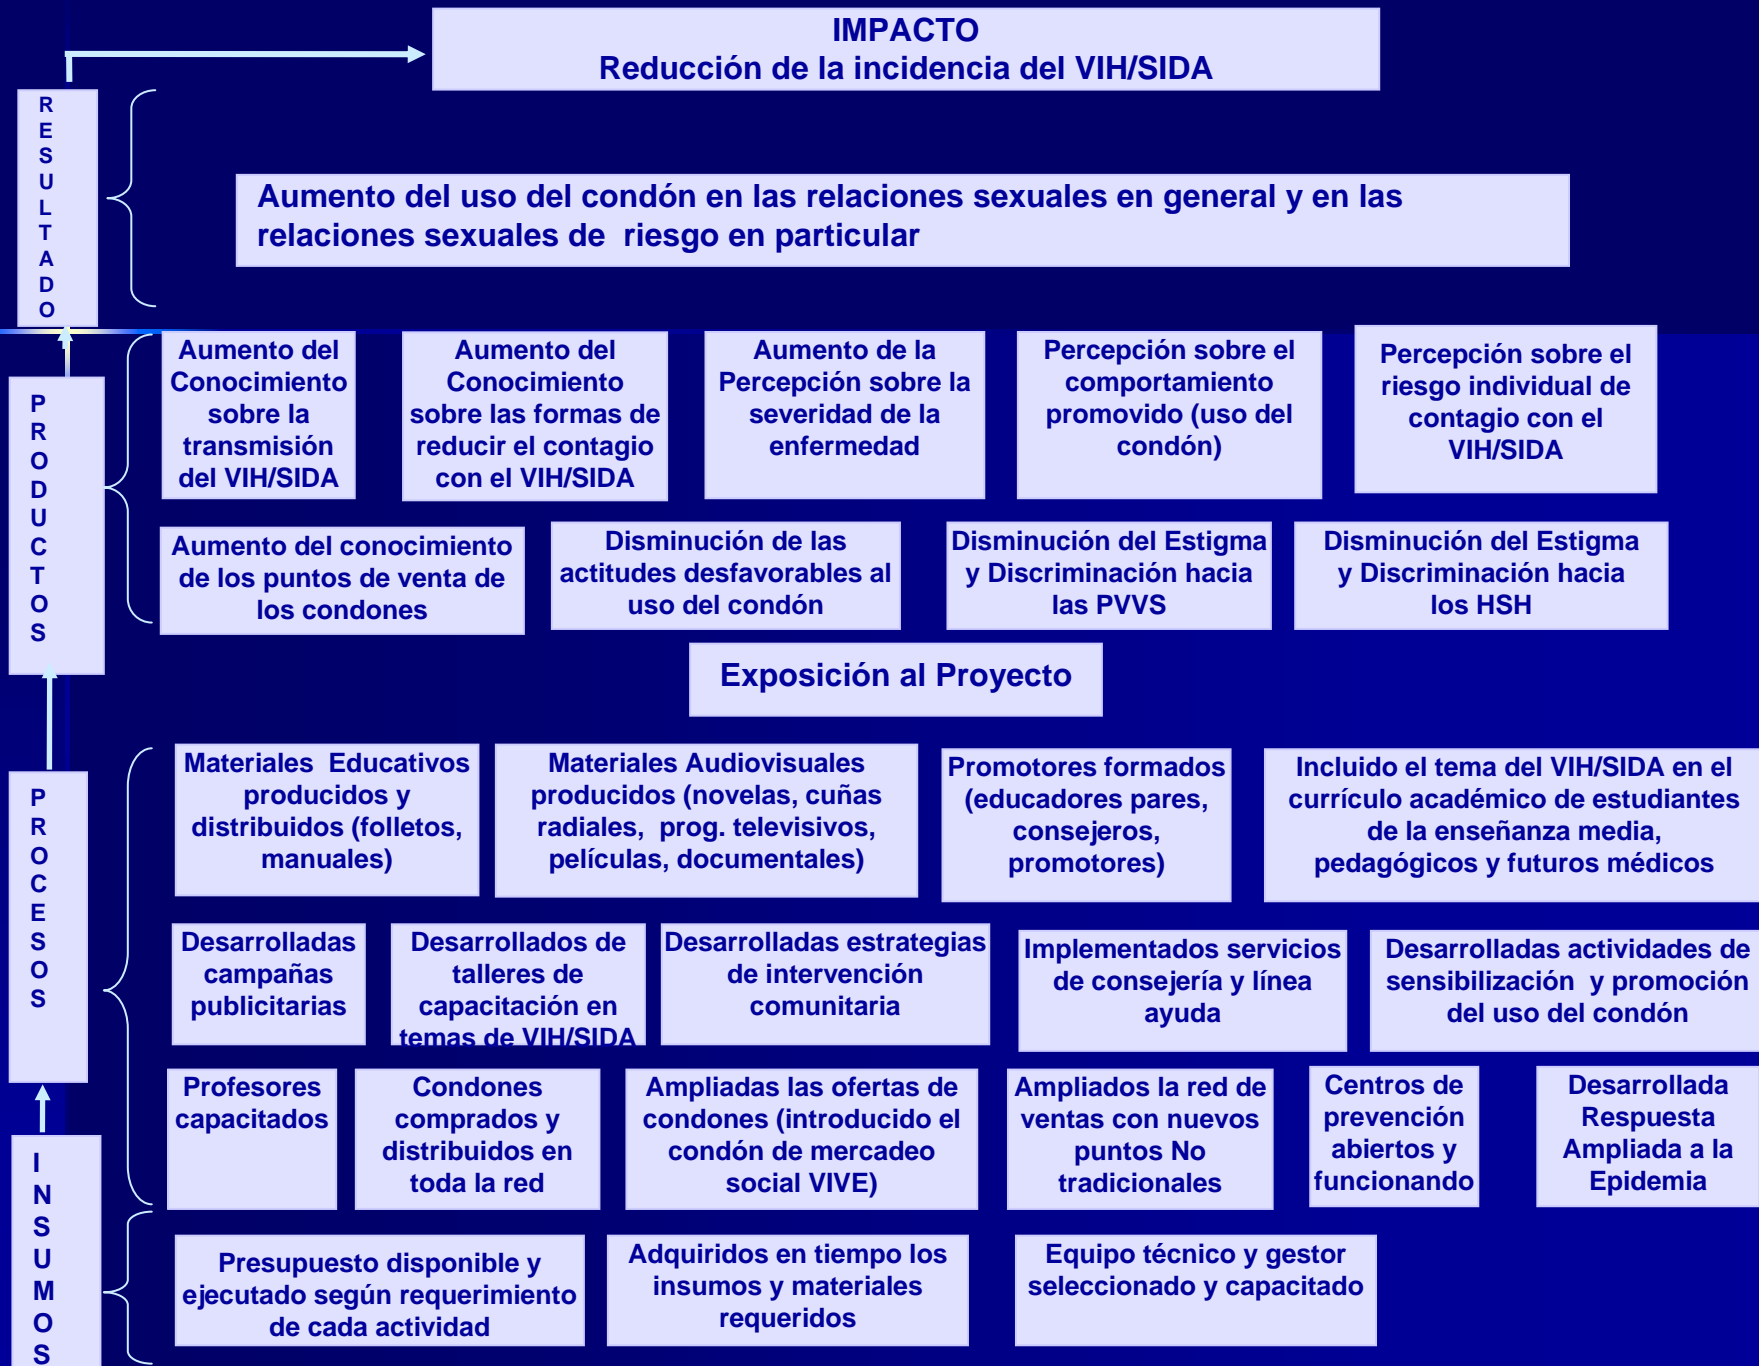 IMPACTO
Reducción de la incidencia del VIH/SIDA
R
E
S
U
L
T
A
D
O
Aumento del uso del condón en las relaciones sexuales en general y en las
relaciones sexuales de riesgo en particular
P
R
O
D
U
C
T
O
S
Aumento del
Conocimiento
sobre la
transmisión
del VIH/SIDA
Aumento del
Conocimiento
sobre las formas de
reducir el contagio
con el VIH/SIDA
Aumento de la
Percepción sobre la
severidad de la
enfermedad
Percepción sobre el
comportamiento
promovido (uso del
condón)
Percepción sobre el
riesgo individual de
contagio con el
VIH/SIDA
Aumento del conocimiento
de los puntos de venta de
los condones
Disminución de las
actitudes desfavorables al
uso del condón
Disminución del Estigma
y Discriminación hacia
las PVVS
Disminución del Estigma
y Discriminación hacia
los HSH
Exposición al Proyecto
P
R
O
C
E
S
O
S
Materiales Educativos
producidos y
distribuidos (folletos,
manuales)
Materiales Audiovisuales
producidos (novelas, cuñas
radiales, prog. televisivos,
películas, documentales)
Promotores formados
(educadores pares,
consejeros,
promotores)
Incluido el tema del VIH/SIDA en el
currículo académico de estudiantes
de la enseñanza media,
pedagógicos y futuros médicos
Desarrolladas
campañas
publicitarias
Desarrollados de
talleres de
capacitación en
temas de VIH/SIDA
Desarrolladas estrategias
de intervención
comunitaria
Implementados servicios
de consejería y línea
ayuda
Desarrolladas actividades de
sensibilización y promoción
del uso del condón
Profesores
capacitados
Condones
comprados y
distribuidos en
toda la red
Ampliadas las ofertas de
condones (introducido el
condón de mercadeo
social VIVE)
Ampliados la red de
ventas con nuevos
puntos No
tradicionales
Centros de
prevención
abiertos y
funcionando
Desarrollada
Respuesta
Ampliada a la
Epidemia
I
N
S
U
M
O
S
Presupuesto disponible y
ejecutado según requerimiento
de cada actividad
Adquiridos en tiempo los
insumos y materiales
requeridos
Equipo técnico y gestor
seleccionado y capacitado